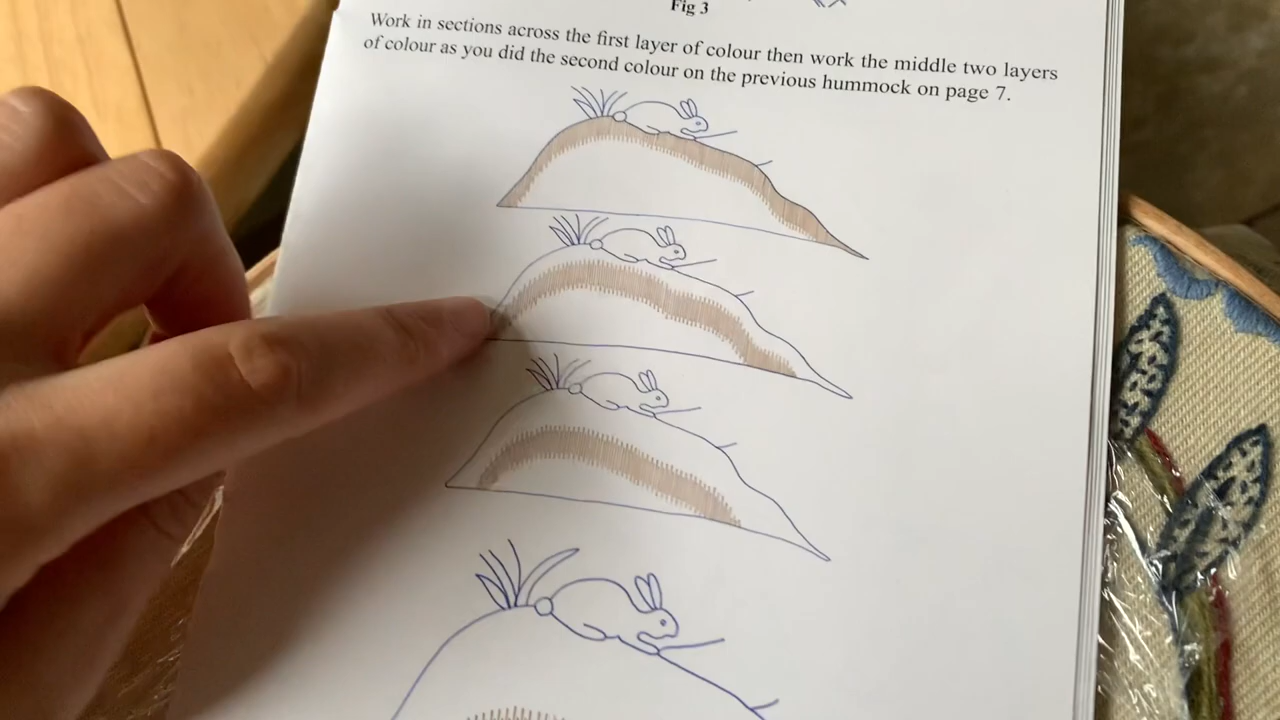 Fig 3
Work in sections across the first layer of colour then work the middle two layers
of colour as you did the second colour on the previous hummock on page 7.